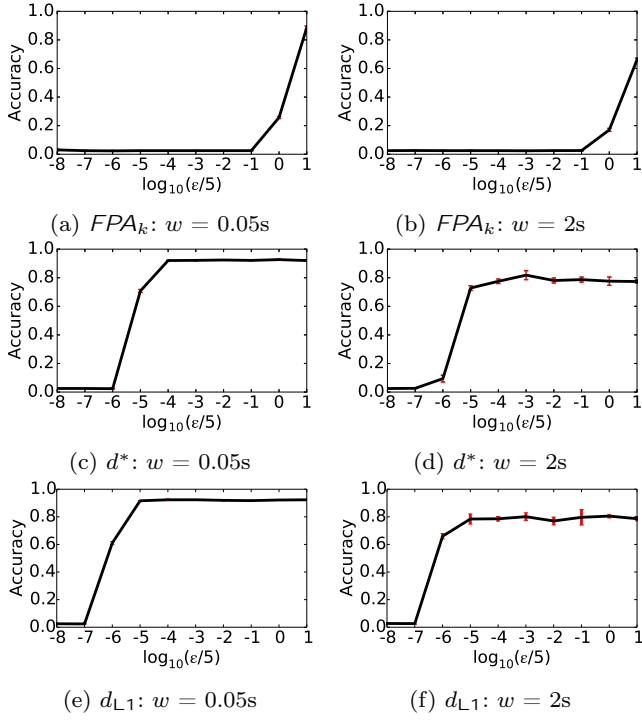 1.0 1.0
0.8 0.8
0.6 0.6
0.4 0.4
0.2 0.2
0.0 0.0
Accuracy Accuracy
-8 -7 -6 -5 -4 -3 -2 -1 0 1 -8 -7 -6 -5 -4 -3 -2 -1 0 1
log₁₀(ε/5) log₁₀(ε/5)
(a) FPAₖ: w = 0.05s (b) FPAₖ: w = 2s
1.0 1.0
0.8 0.8
0.6 0.6
0.4 0.4
0.2 0.2
0.0 0.0
Accuracy Accuracy
-8 -7 -6 -5 -4 -3 -2 -1 0 1 -8 -7 -6 -5 -4 -3 -2 -1 0 1
log₁₀(ε/5) log₁₀(ε/5)
(c) d*: w = 0.05s (d) d*: w = 2s
1.0 1.0
0.8 0.8
0.6 0.6
0.4 0.4
0.2 0.2
0.0 0.0
Accuracy Accuracy
-8 -7 -6 -5 -4 -3 -2 -1 0 1 -8 -7 -6 -5 -4 -3 -2 -1 0 1
log₁₀(ε/5) log₁₀(ε/5)
(e) d_L1: w = 0.05s (f) d_L1: w = 2s